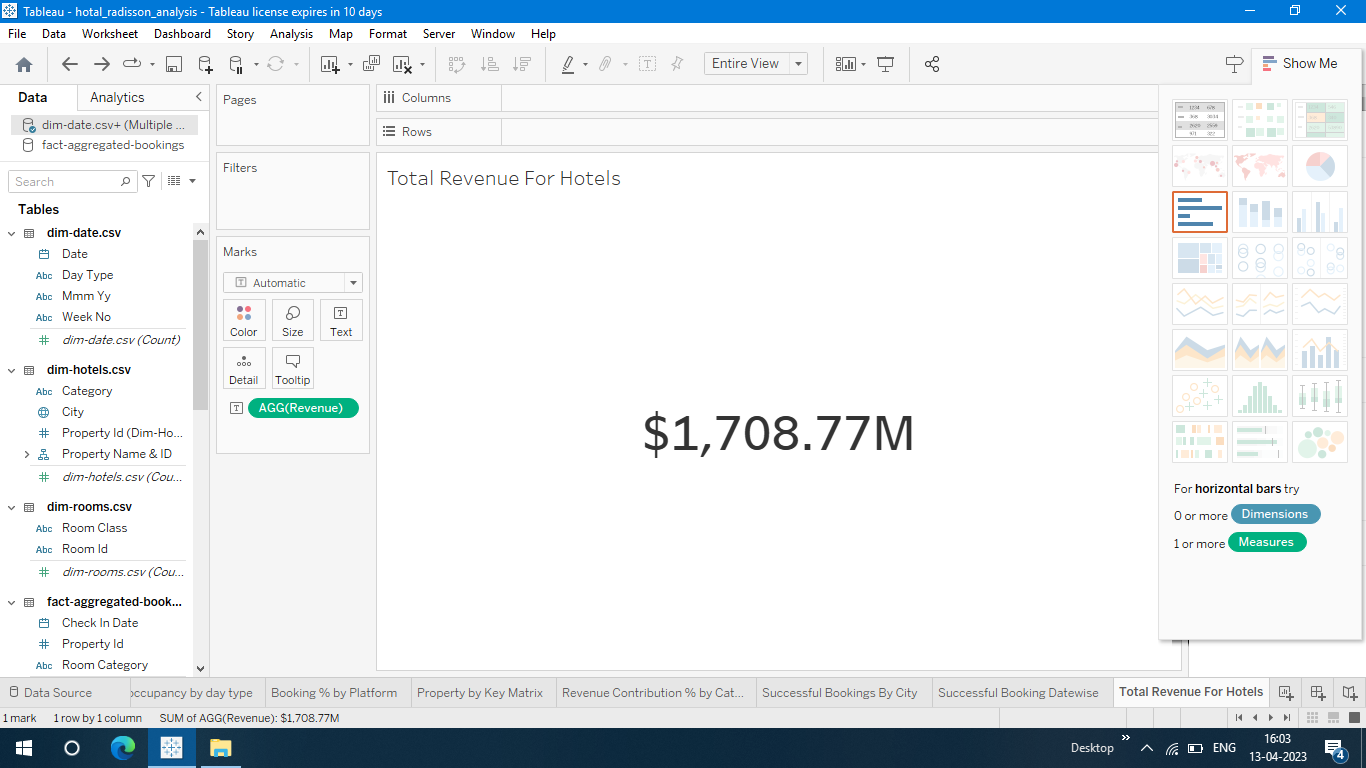 Tableau - hotal_radisson_analysis - Tableau license expires in 10 days
File Data Worksheet Dashboard Story Analysis Map Format Server Window Help
Entire View
Show Me
Data Analytics
dim-date.csv+ (Multiple ...
fact-aggregated-bookings
Search
Tables
dim-date.csv
Date
Abc Day Type
Abc Mmm Yy
Abc Week No
dim-date.csv (Count)
dim-hotels.csv
Abc Category
City
Property Id (Dim-Ho...
Property Name & ID
dim-hotels.csv (Cou...
dim-rooms.csv
Abc Room Class
Abc Room Id
dim-rooms.csv (Cou...
fact-aggregated-book...
Check In Date
Property Id
Abc Room Category
Pages
Filters
Marks
Automatic
Color Size Text
Detail Tooltip
AGG(Revenue)
Columns
Rows
Total Revenue For Hotels
$1,708.77M
For horizontal bars try
0 or more Dimensions
1 or more Measures
Data Source occupancy by day type Booking % by Platform Property by Key Matrix Revenue Contribution % by Cat... Successful Bookings By City Successful Booking Datewise Total Revenue For Hotels
1 mark 1 row by 1 column SUM of AGG(Revenue): $1,708.77M
Desktop ENG 16:03
13-04-2023
4